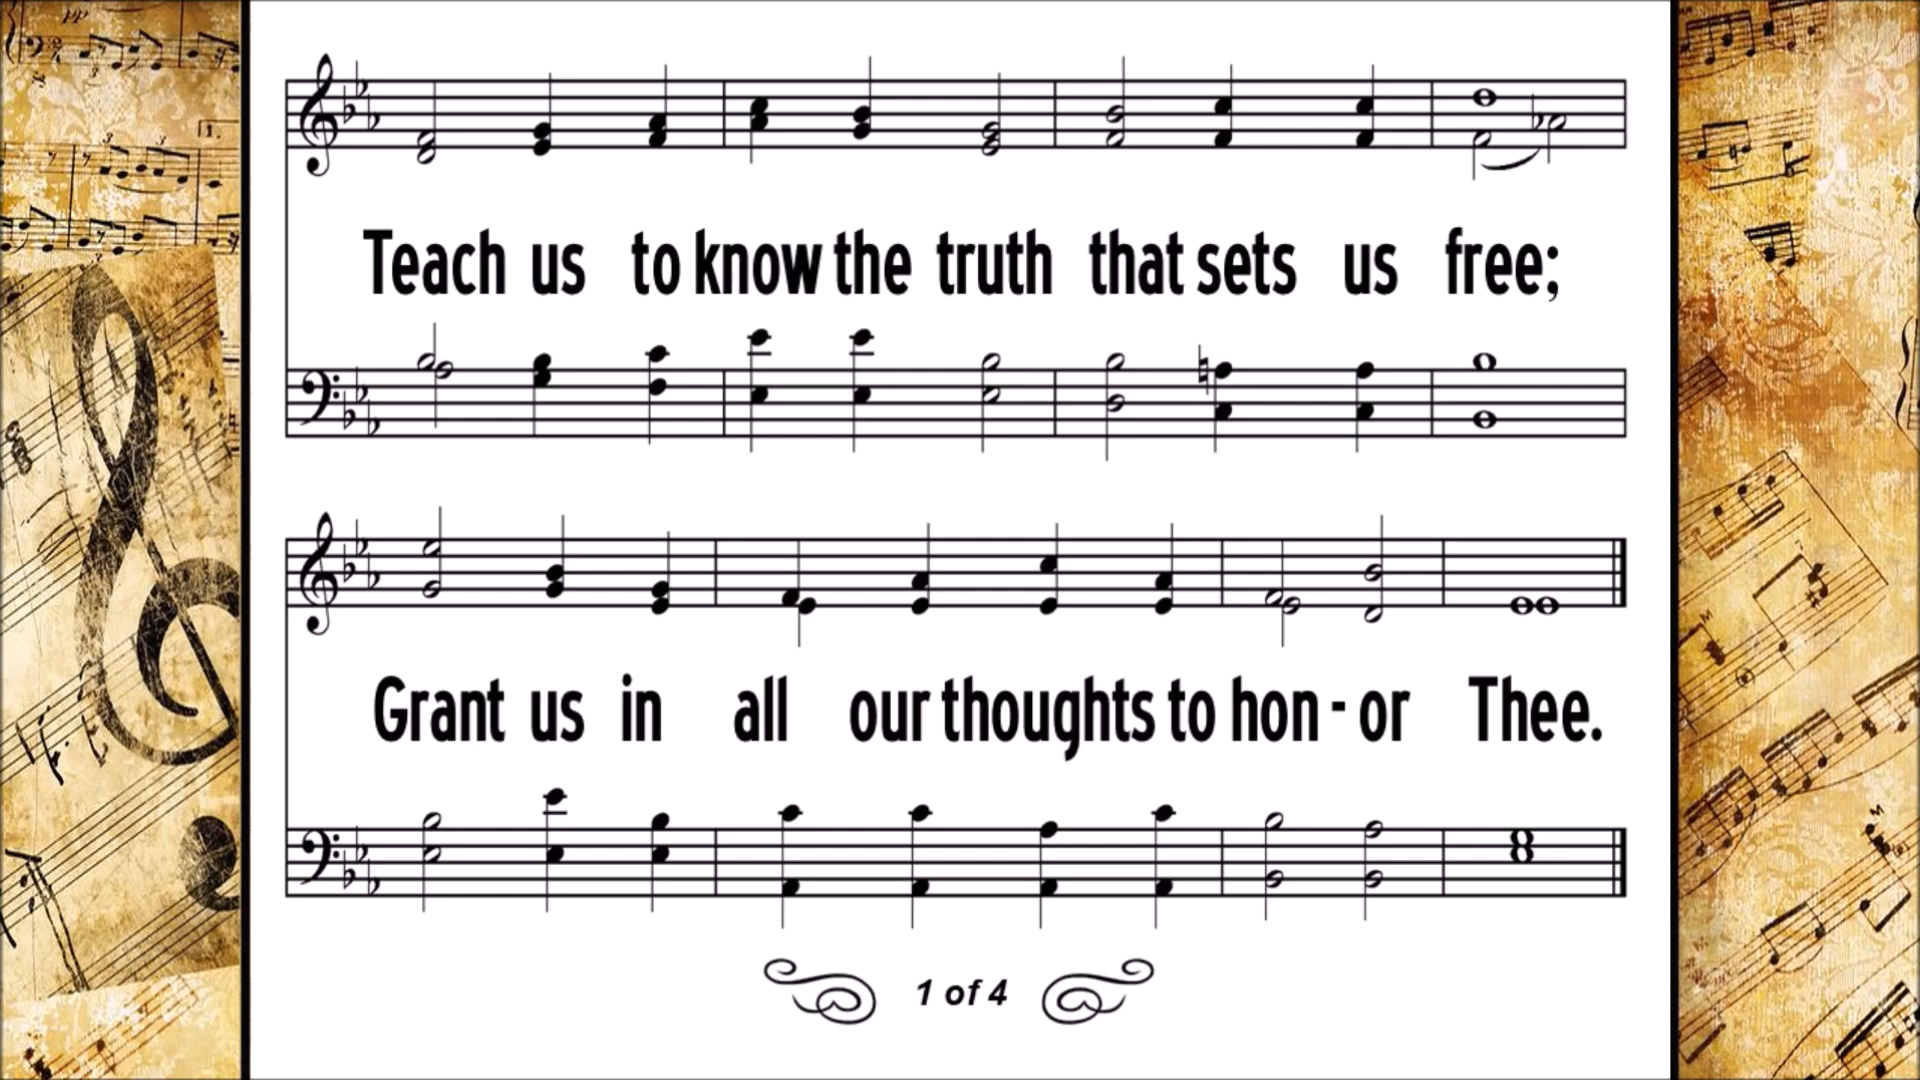 Teach us to know the truth that sets us free;
Grant us in all our thoughts to hon - or Thee.
1 of 4